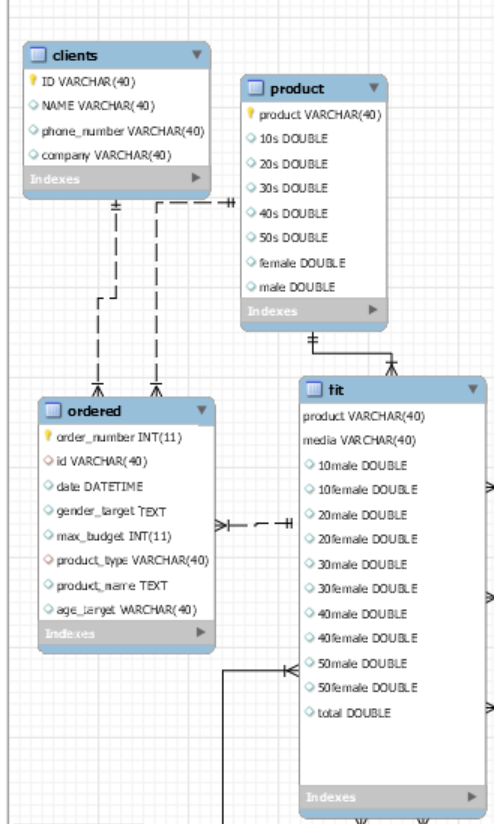 clients
ID VARCHAR(40)
NAME VARCHAR(40)
phone_number VARCHAR(40)
company VARCHAR(40)
Indexes
product
product VARCHAR(40)
10s DOUBLE
20s DOUBLE
30s DOUBLE
40s DOUBLE
50s DOUBLE
female DOUBLE
male DOUBLE
Indexes
ordered
order_number INT(11)
id VARCHAR(40)
date DATETIME
gender_target TEXT
max_budget INT(11)
product_type VARCHAR(40)
product_name TEXT
age_target VARCHAR(40)
Indexes
fit
product VARCHAR(40)
media VARCHAR(40)
10male DOUBLE
10female DOUBLE
20male DOUBLE
20female DOUBLE
30male DOUBLE
30female DOUBLE
40male DOUBLE
40female DOUBLE
50male DOUBLE
50female DOUBLE
total DOUBLE
Indexes